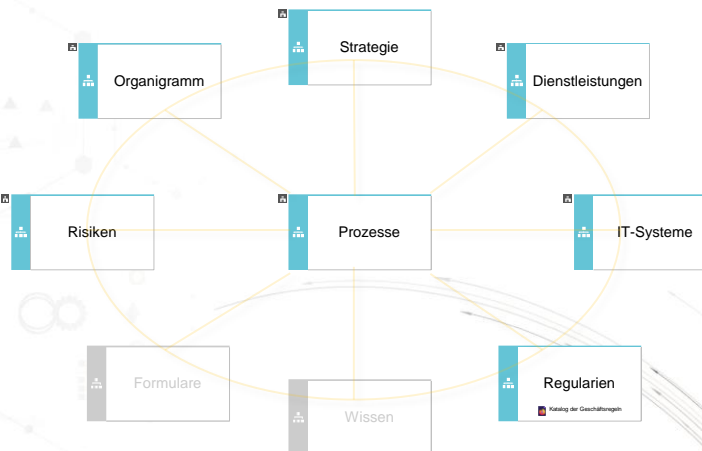 Strategie
Organigramm
Dienstleistungen
Risiken
Prozesse
IT-Systeme
Formulare
Wissen
Regularien
Katalog der Geschäftsregeln